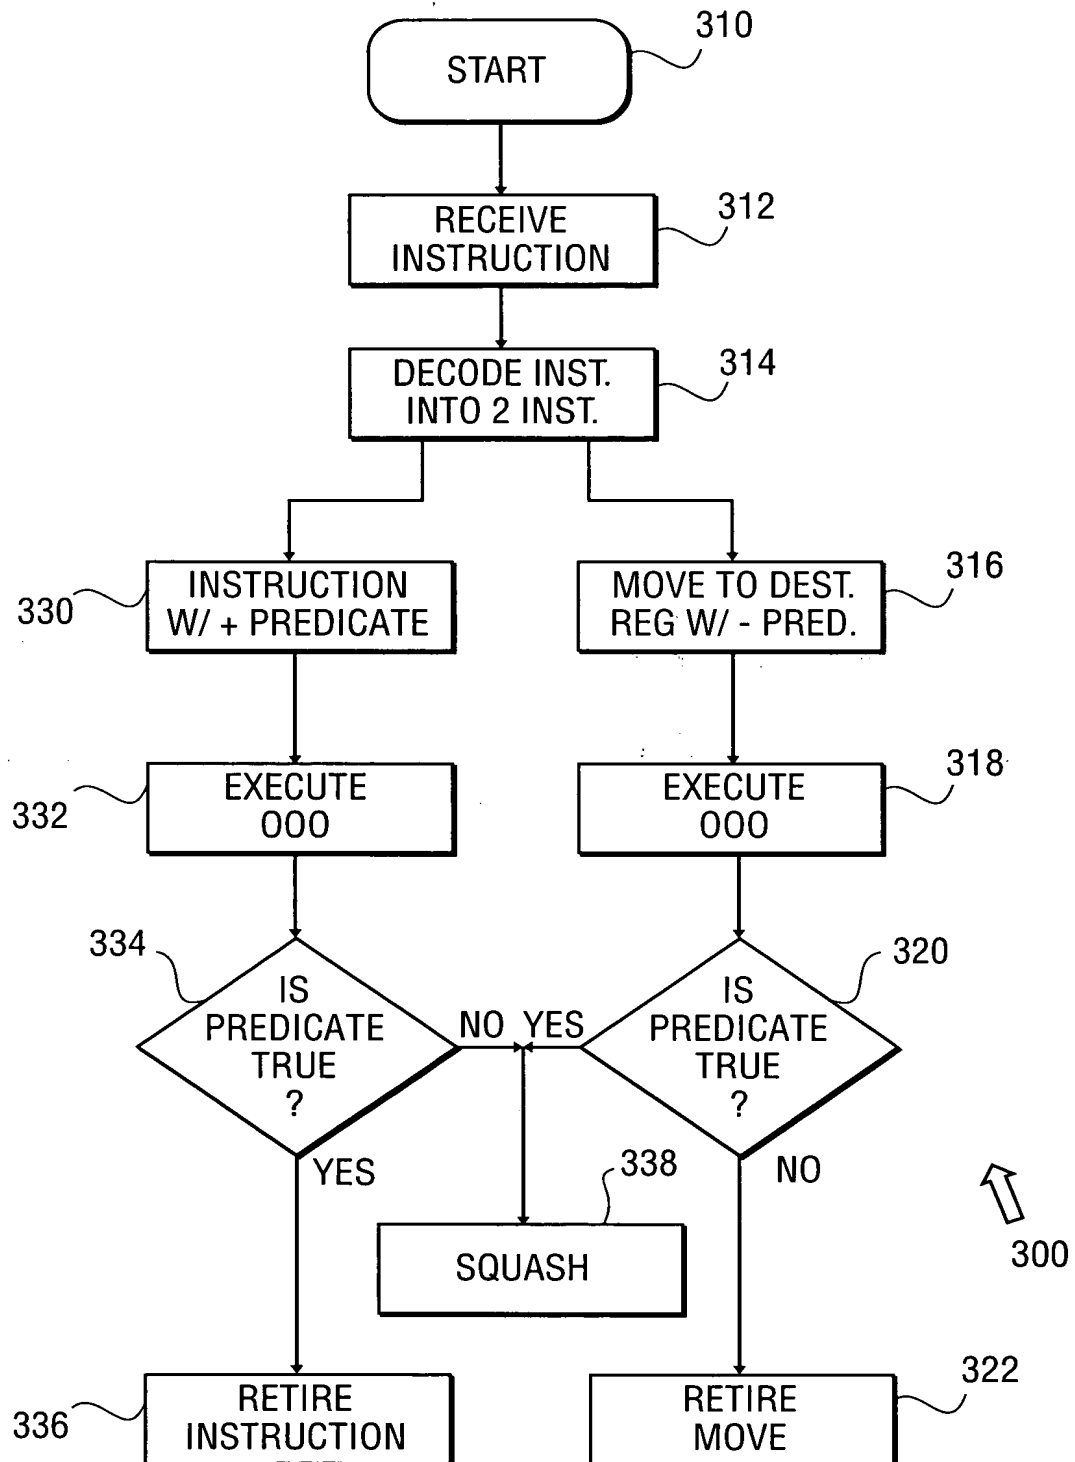 310
START
312
RECEIVE
INSTRUCTION
314
DECODE INST.
INTO 2 INST.
330
INSTRUCTION
W/ + PREDICATE
316
MOVE TO DEST.
REG W/ - PRED.
332
EXECUTE
OOO
318
EXECUTE
OOO
334
IS
PREDICATE
TRUE
?
NO
YES
320
IS
PREDICATE
TRUE
?
YES
NO
338
SQUASH
300
336
RETIRE
INSTRUCTION
322
RETIRE
MOVE